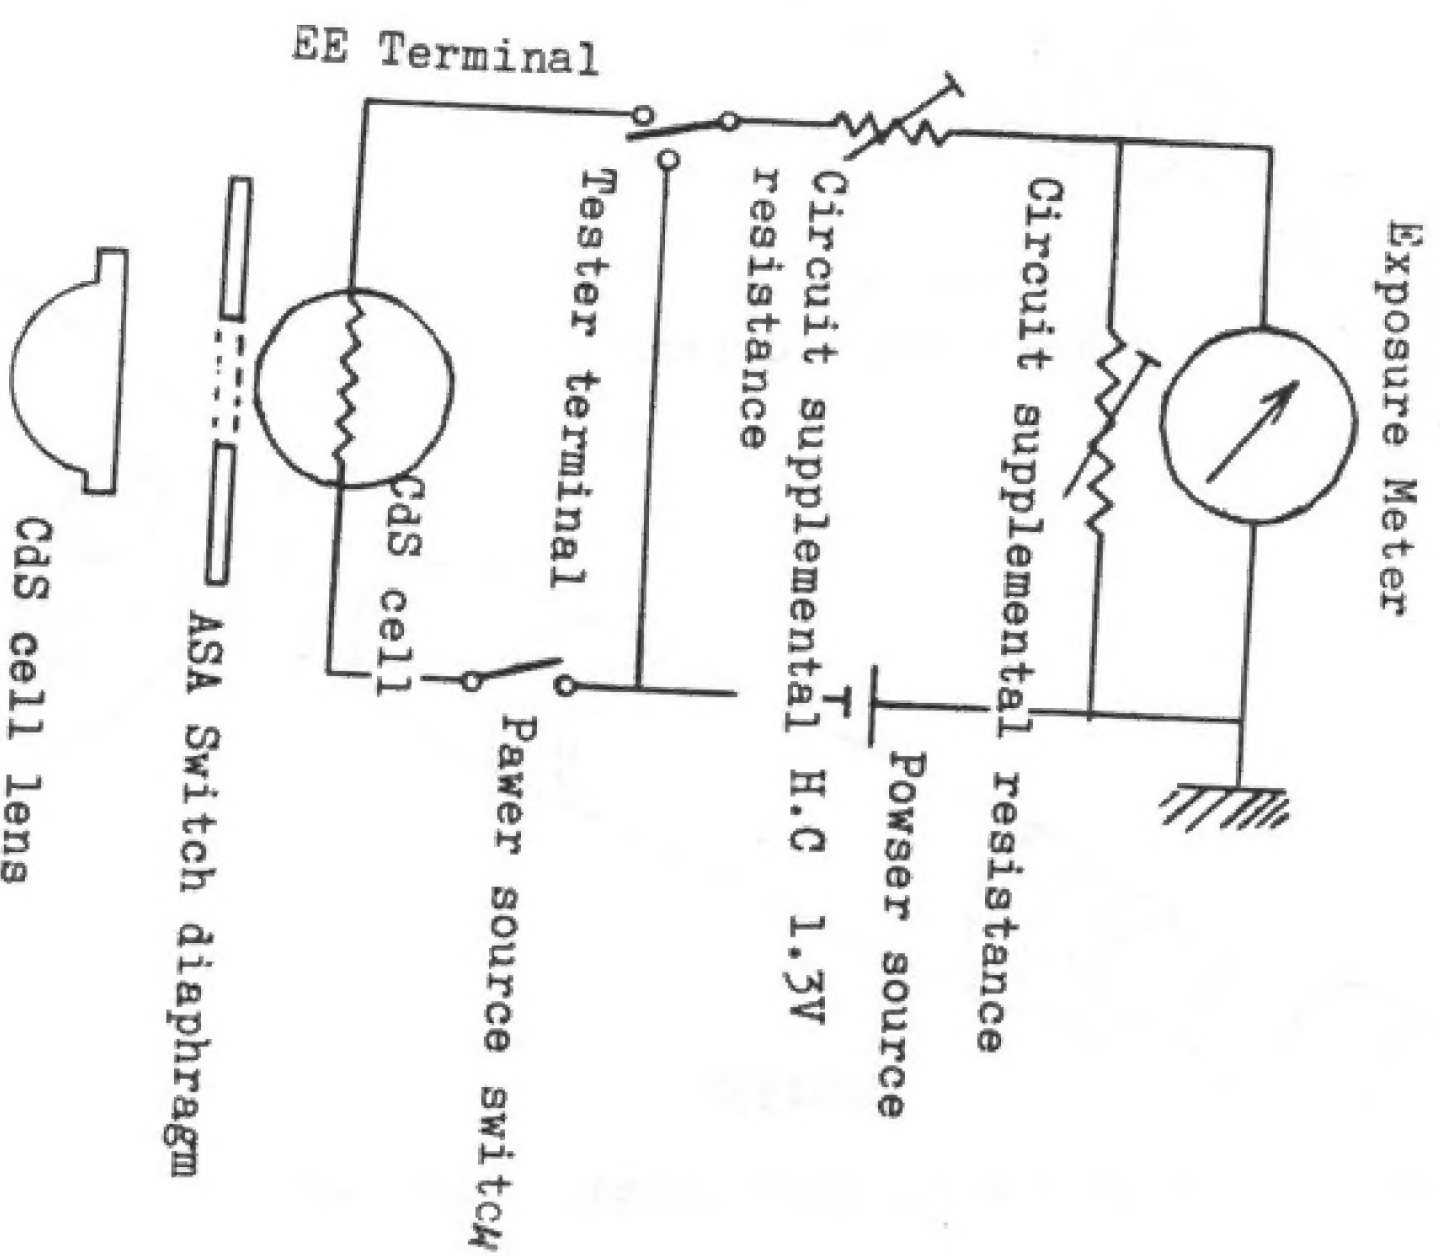 EE Terminal
Exposure Meter
Circuit supplemental resistance
Powser source
Circuit supplemental H.C 1.3V
resistance
Tester terminal
Pawer source switch
CdS cell
ASA Switch diaphragm
CdS cell lens